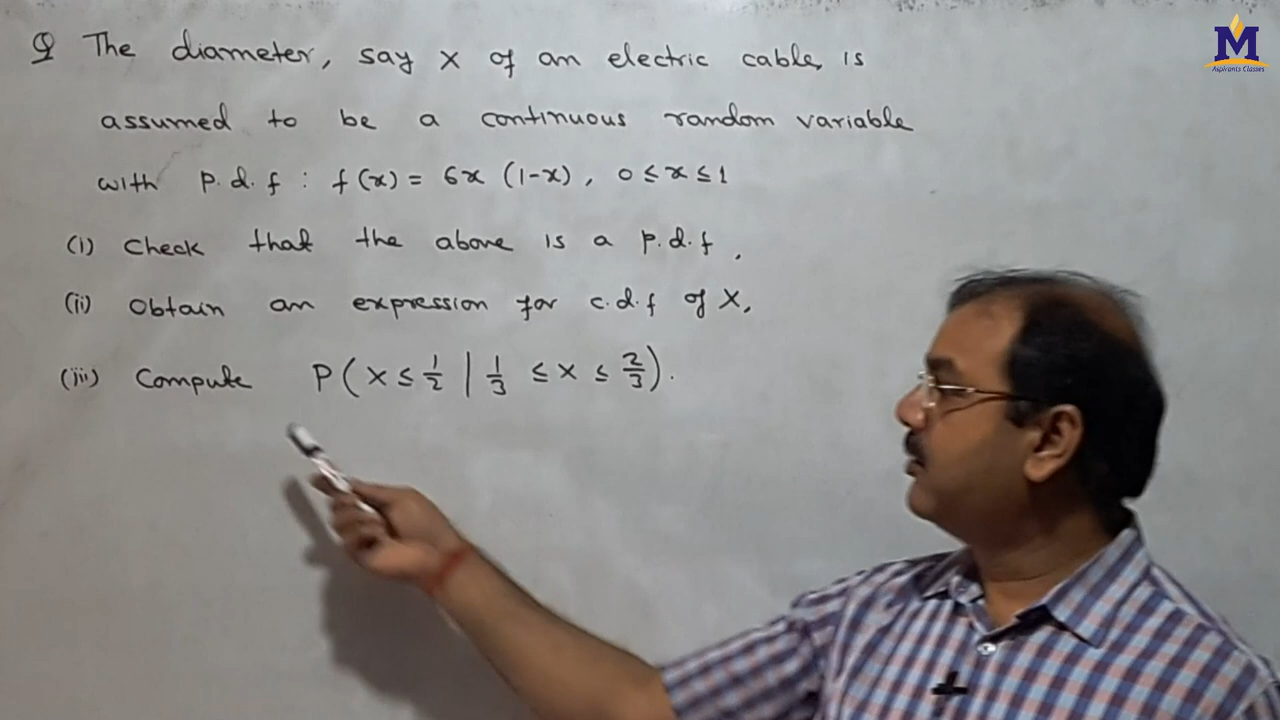 Q The diameter, say X of an electric cable, is
assumed to be a continuous random variable
with p.d.f : f(x) = 6x (1-x), 0 ≤ x ≤ 1
(i) Check that the above is a p.d.f.
(ii) Obtain an expression for c.d.f of X,
(iii) Compute P(X ≤ 1/2 | 1/3 ≤ X ≤ 2/3).
M
Aspirants Classes